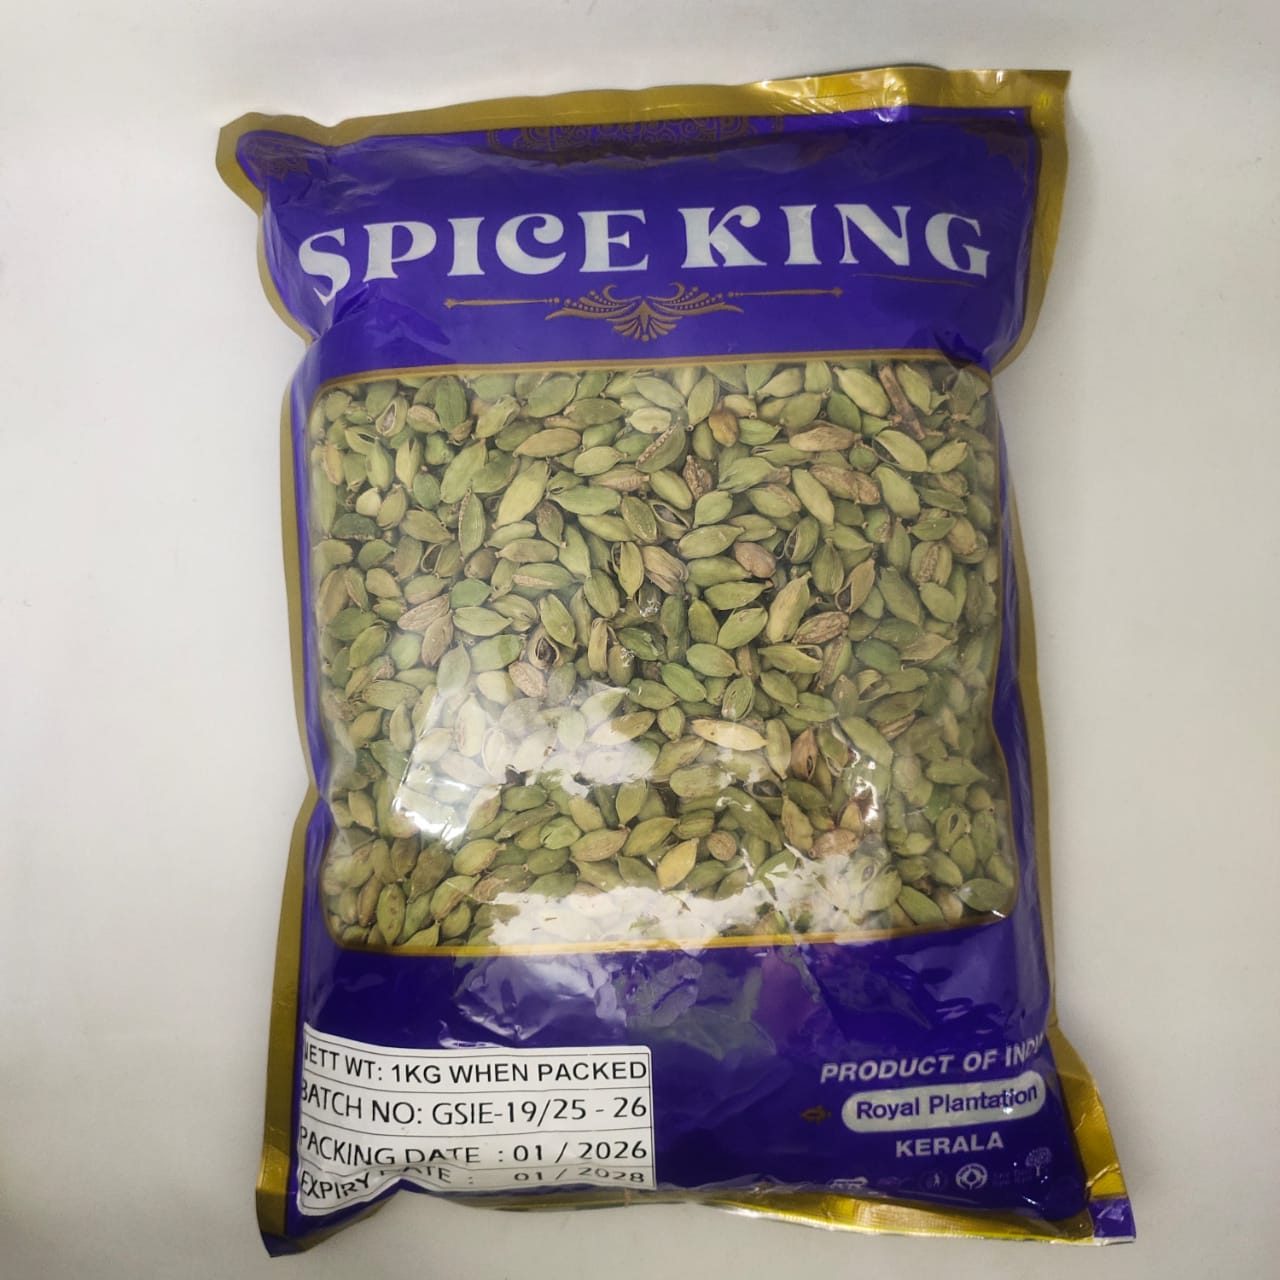 SPICE KING
NETT WT: 1KG WHEN PACKED
BATCH NO: GSIE-19/25 - 26
PACKING DATE : 01 / 2026
EXPIRY DATE : 01 / 2028
PRODUCT OF INDIA
Royal Plantation
KERALA